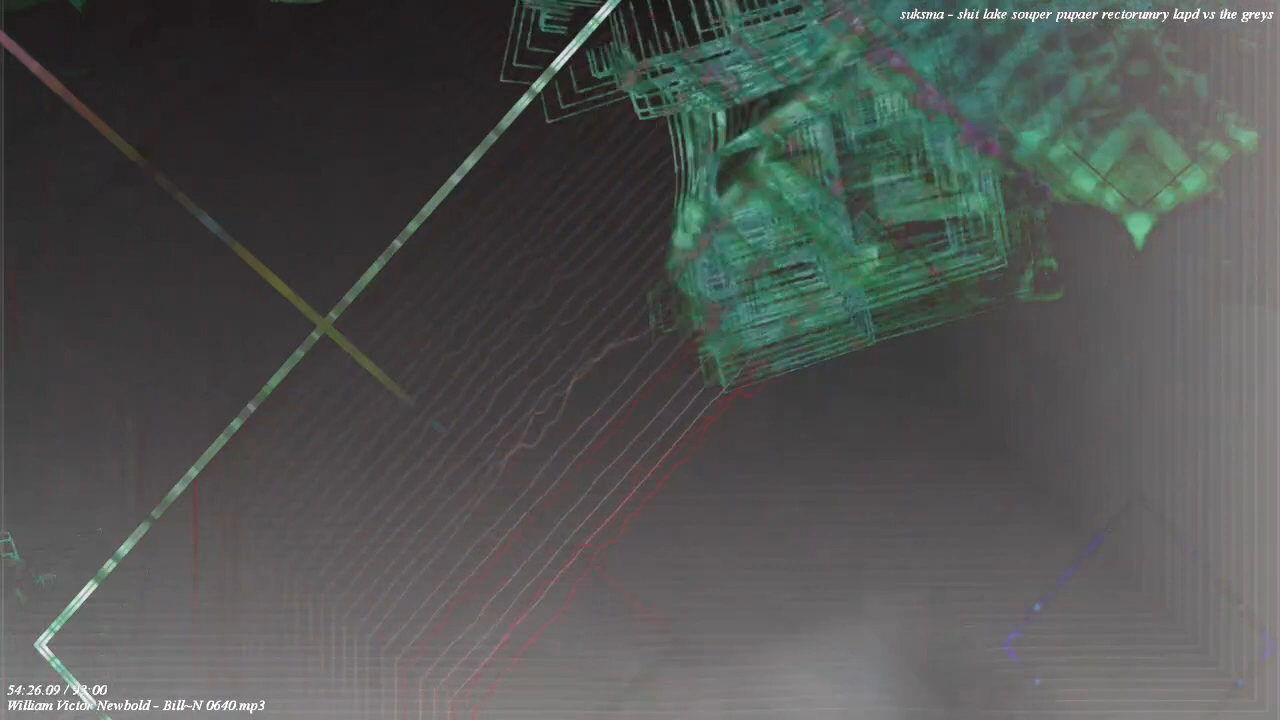 suksma - shit lake souper pupaer rectorumry lapd vs the greys
54:26.09 / 93:00
William Victor Newbold - Bill~N 0640.mp3